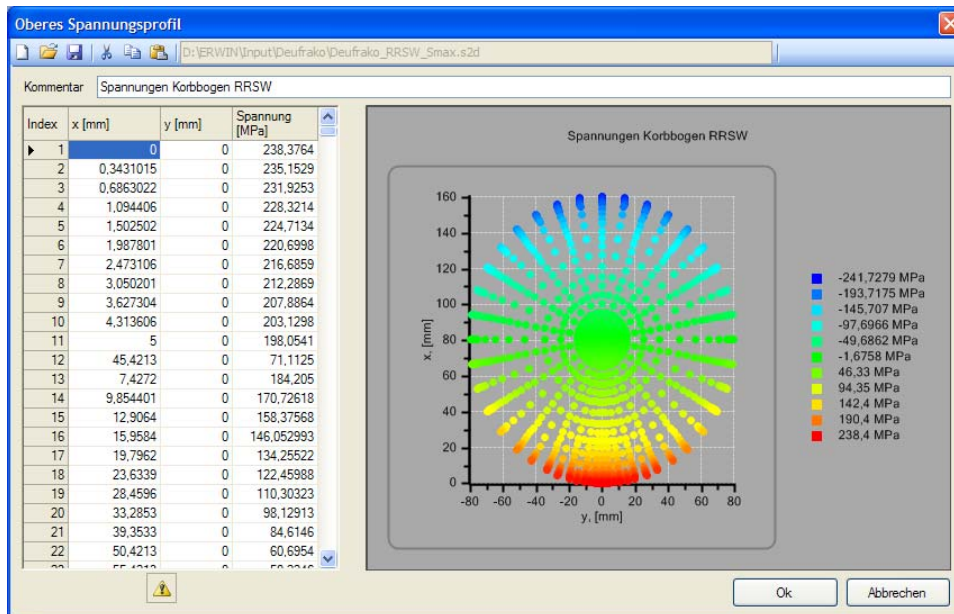 Oberes Spannungsprofil
D:\ERWIN\Input\Deufrako\Deufrako_RRSW_Smax.s2d
Kommentar Spannungen Korbbogen RRSW
Index x [mm] y [mm] Spannung [MPa]
1 0 0 238,3764
2 0,3431015 0 235,1529
3 0,6863022 0 231,9253
4 1,094406 0 228,3214
5 1,502502 0 224,7134
6 1,987801 0 220,6998
7 2,473106 0 216,6859
8 3,050201 0 212,2869
9 3,627304 0 207,8864
10 4,313606 0 203,1298
11 5 0 198,0541
12 45,4213 0 71,1125
13 7,4272 0 184,205
14 9,854401 0 170,72618
15 12,9064 0 158,37568
16 15,9584 0 146,052993
17 19,7962 0 134,25522
18 23,6339 0 122,45988
19 28,4596 0 110,30323
20 33,2853 0 98,12913
21 39,3533 0 84,6146
22 50,4213 0 60,6954
Spannungen Korbbogen RRSW
160
140
120
100
80
60
40
20
0
x, [mm]
-80 -60 -40 -20 0 20 40 60 80
y, [mm]
-241,7279 MPa
-193,7175 MPa
-145,707 MPa
-97,6966 MPa
-49,6862 MPa
-1,6758 MPa
46,33 MPa
94,35 MPa
142,4 MPa
190,4 MPa
238,4 MPa
Ok Abbrechen